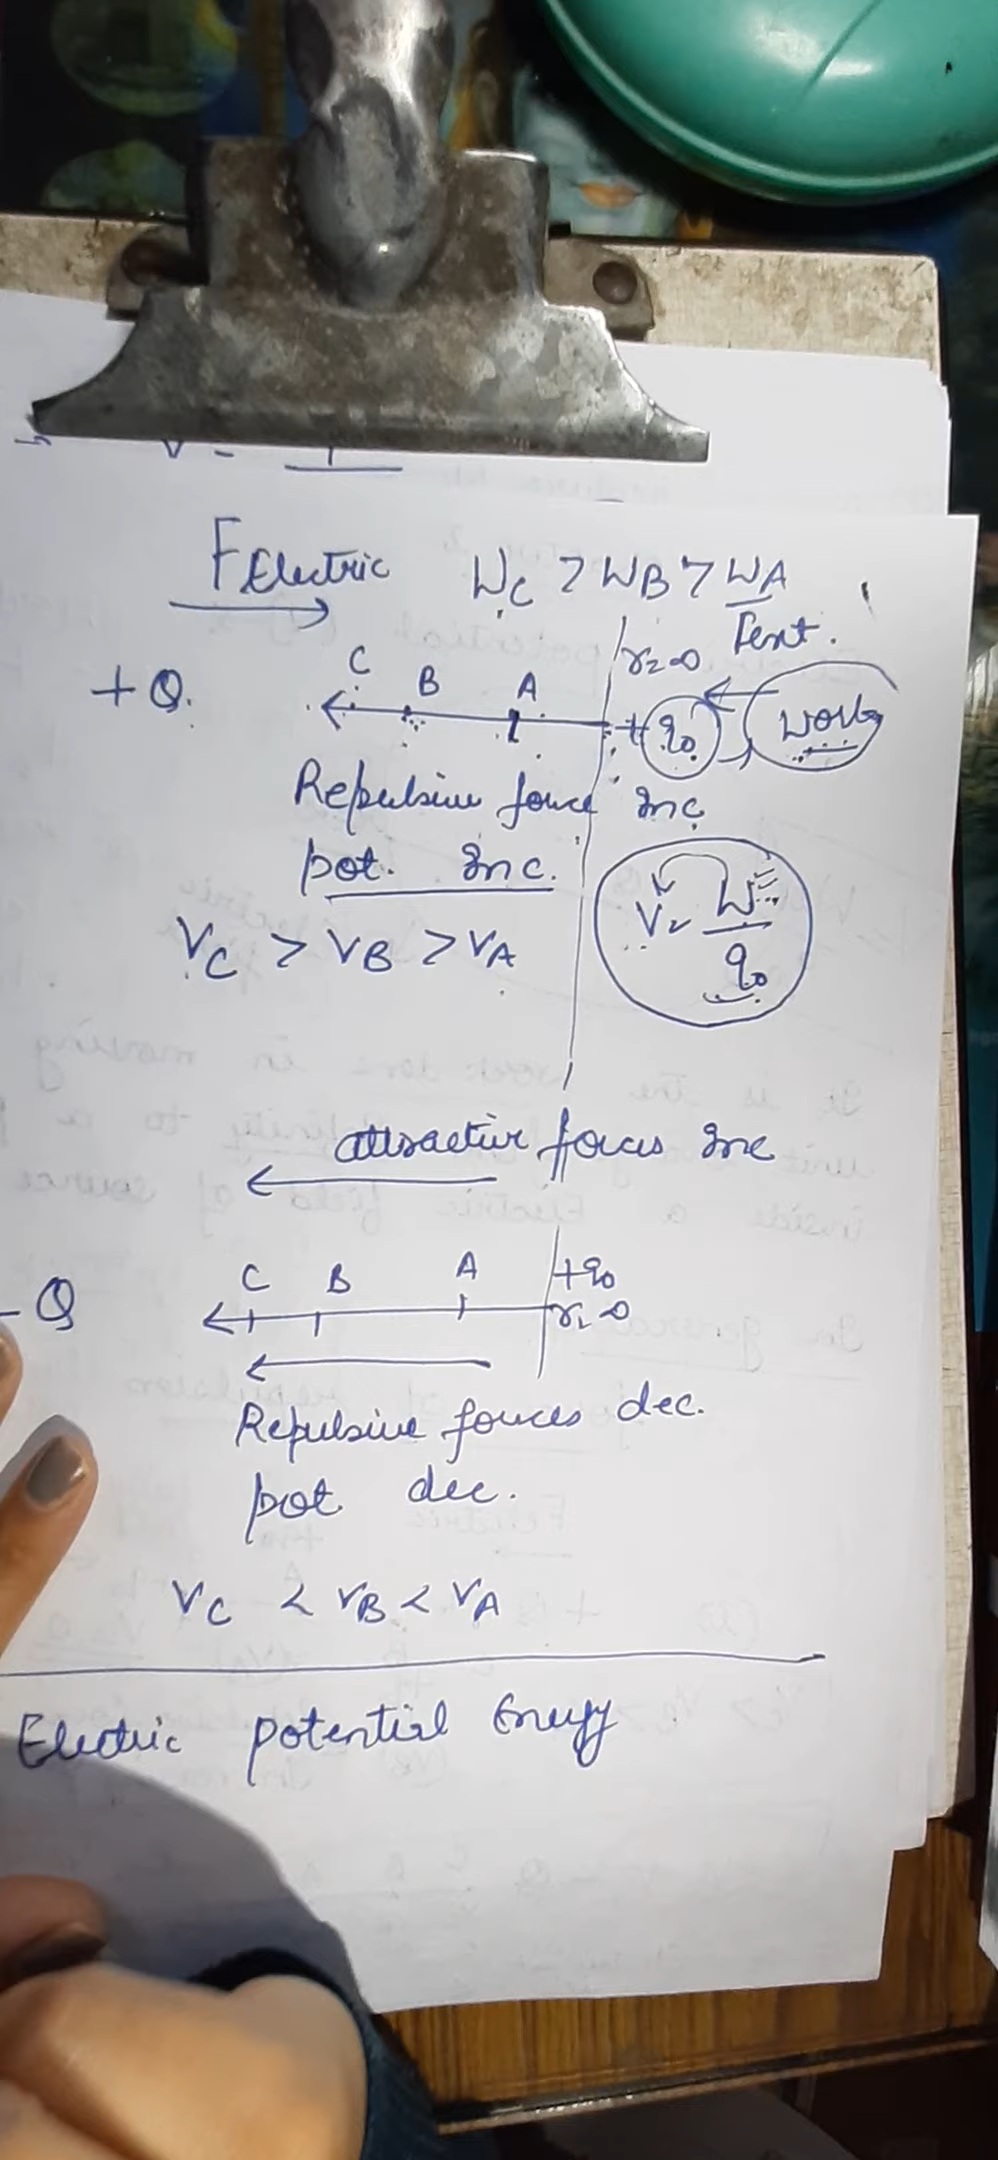 V =
F Electric W_C > W_B > W_A
Fext.
C B A r=∞
+Q. +q₀ work
Repulsive force Inc
pot. Inc.
V = W/q₀
V_C > V_B > V_A
attractive forces Inc
C B A +q₀
-Q r=∞
Repulsive forces dec.
pot dec.
V_C < V_B < V_A
Electric potential Energy